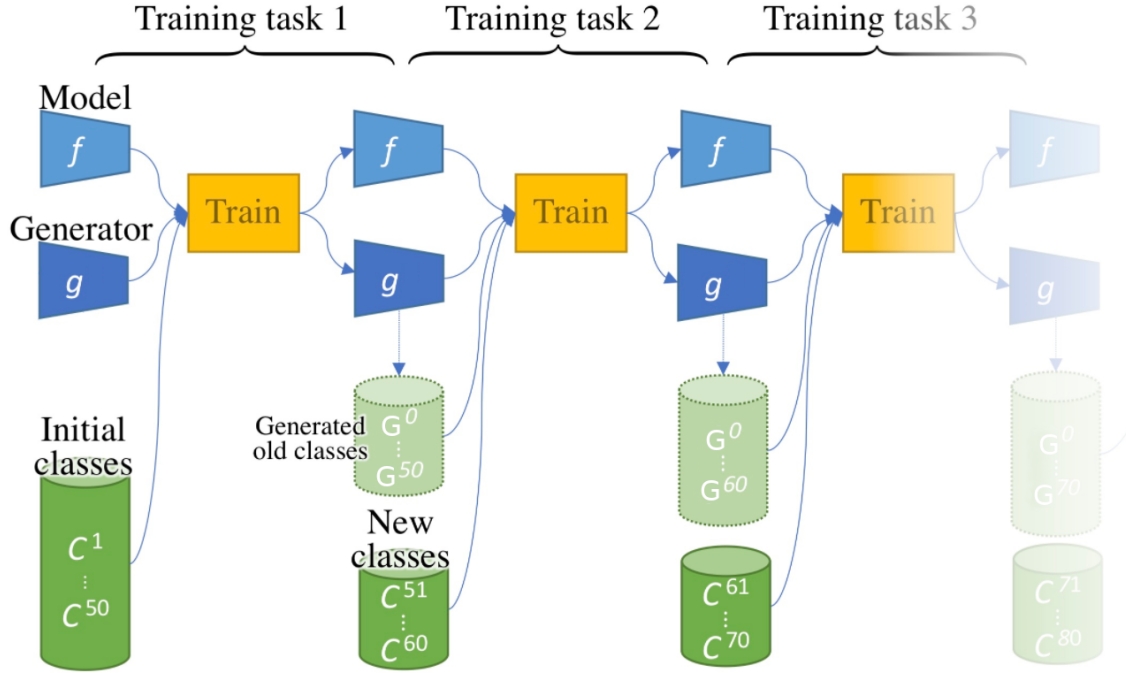 Training task 1
Training task 2
Training task 3
Model
f
f
f
f
Train
Train
Train
Generator
g
g
g
g
Initial
classes
C¹
⋮
C⁵⁰
Generated
old classes
G⁰
⋮
G⁵⁰
New
classes
C⁵¹
⋮
C⁶⁰
G⁰
⋮
G⁶⁰
C⁶¹
⋮
C⁷⁰
G⁰
⋮
G⁷⁰
C⁷¹
⋮
C⁸⁰